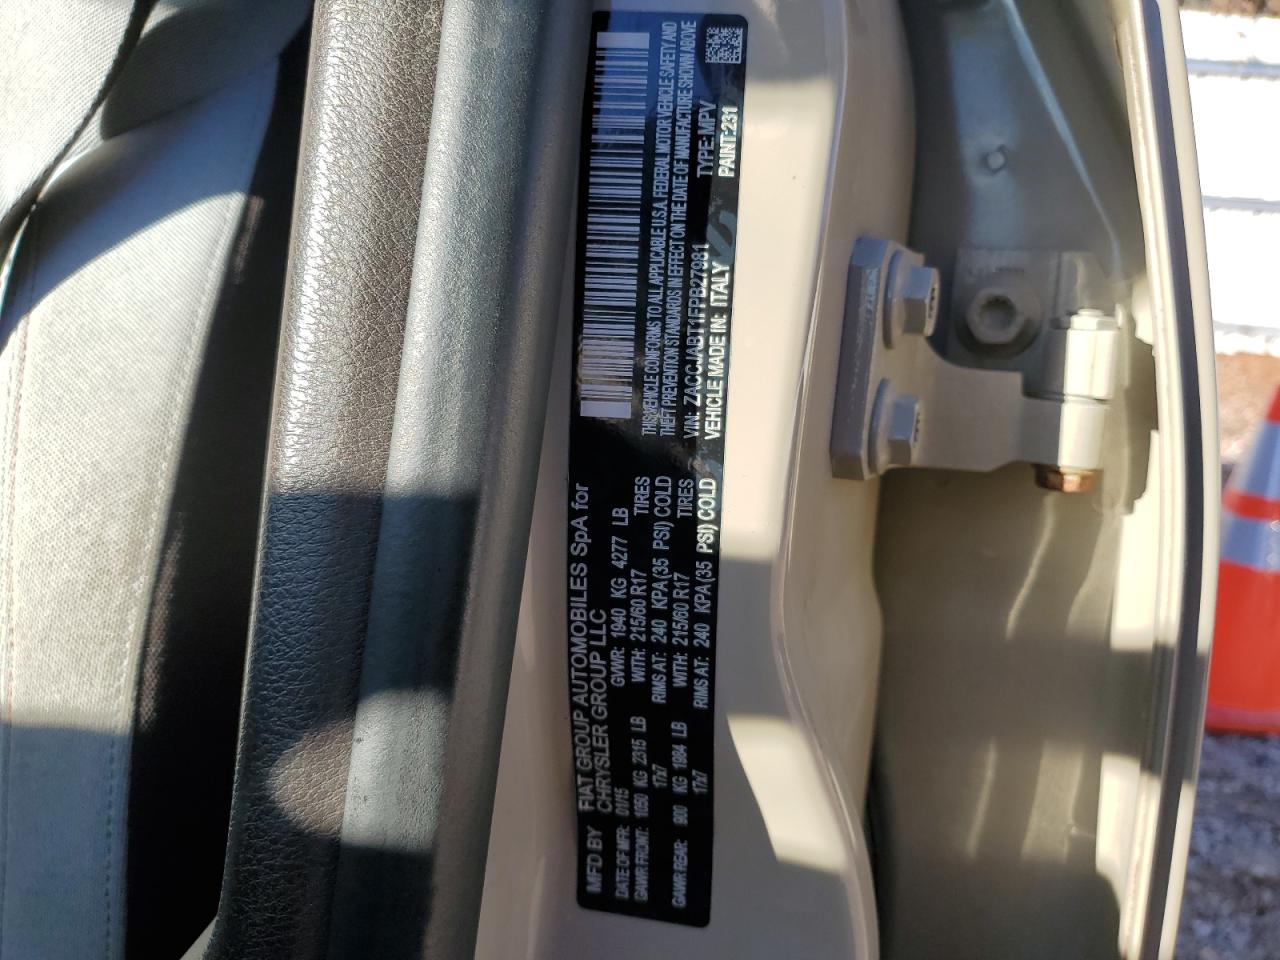 MFD BY FIAT GROUP AUTOMOBILES SpA for
CHRYSLER GROUP LLC
DATE OF MFR: 01/15 GVWR: 1940 KG 4277 LB
GAWR FRONT: 1050 KG 2315 LB WITH: 215/60 R17 TIRES
17x7 RIMS AT: 240 KPA (35 PSI) COLD
GAWR REAR: 900 KG 1984 LB WITH: 215/60 R17 TIRES
17x7 RIMS AT: 240 KPA (35 PSI) COLD
THIS VEHICLE CONFORMS TO ALL APPLICABLE U.S.A. FEDERAL MOTOR VEHICLE SAFETY AND
THEFT PREVENTION STANDARDS IN EFFECT ON THE DATE OF MANUFACTURE SHOWN ABOVE
VIN: ZACCJABT1FPB27981 TYPE: MPV
VEHICLE MADE IN: ITALY PAINT: 231